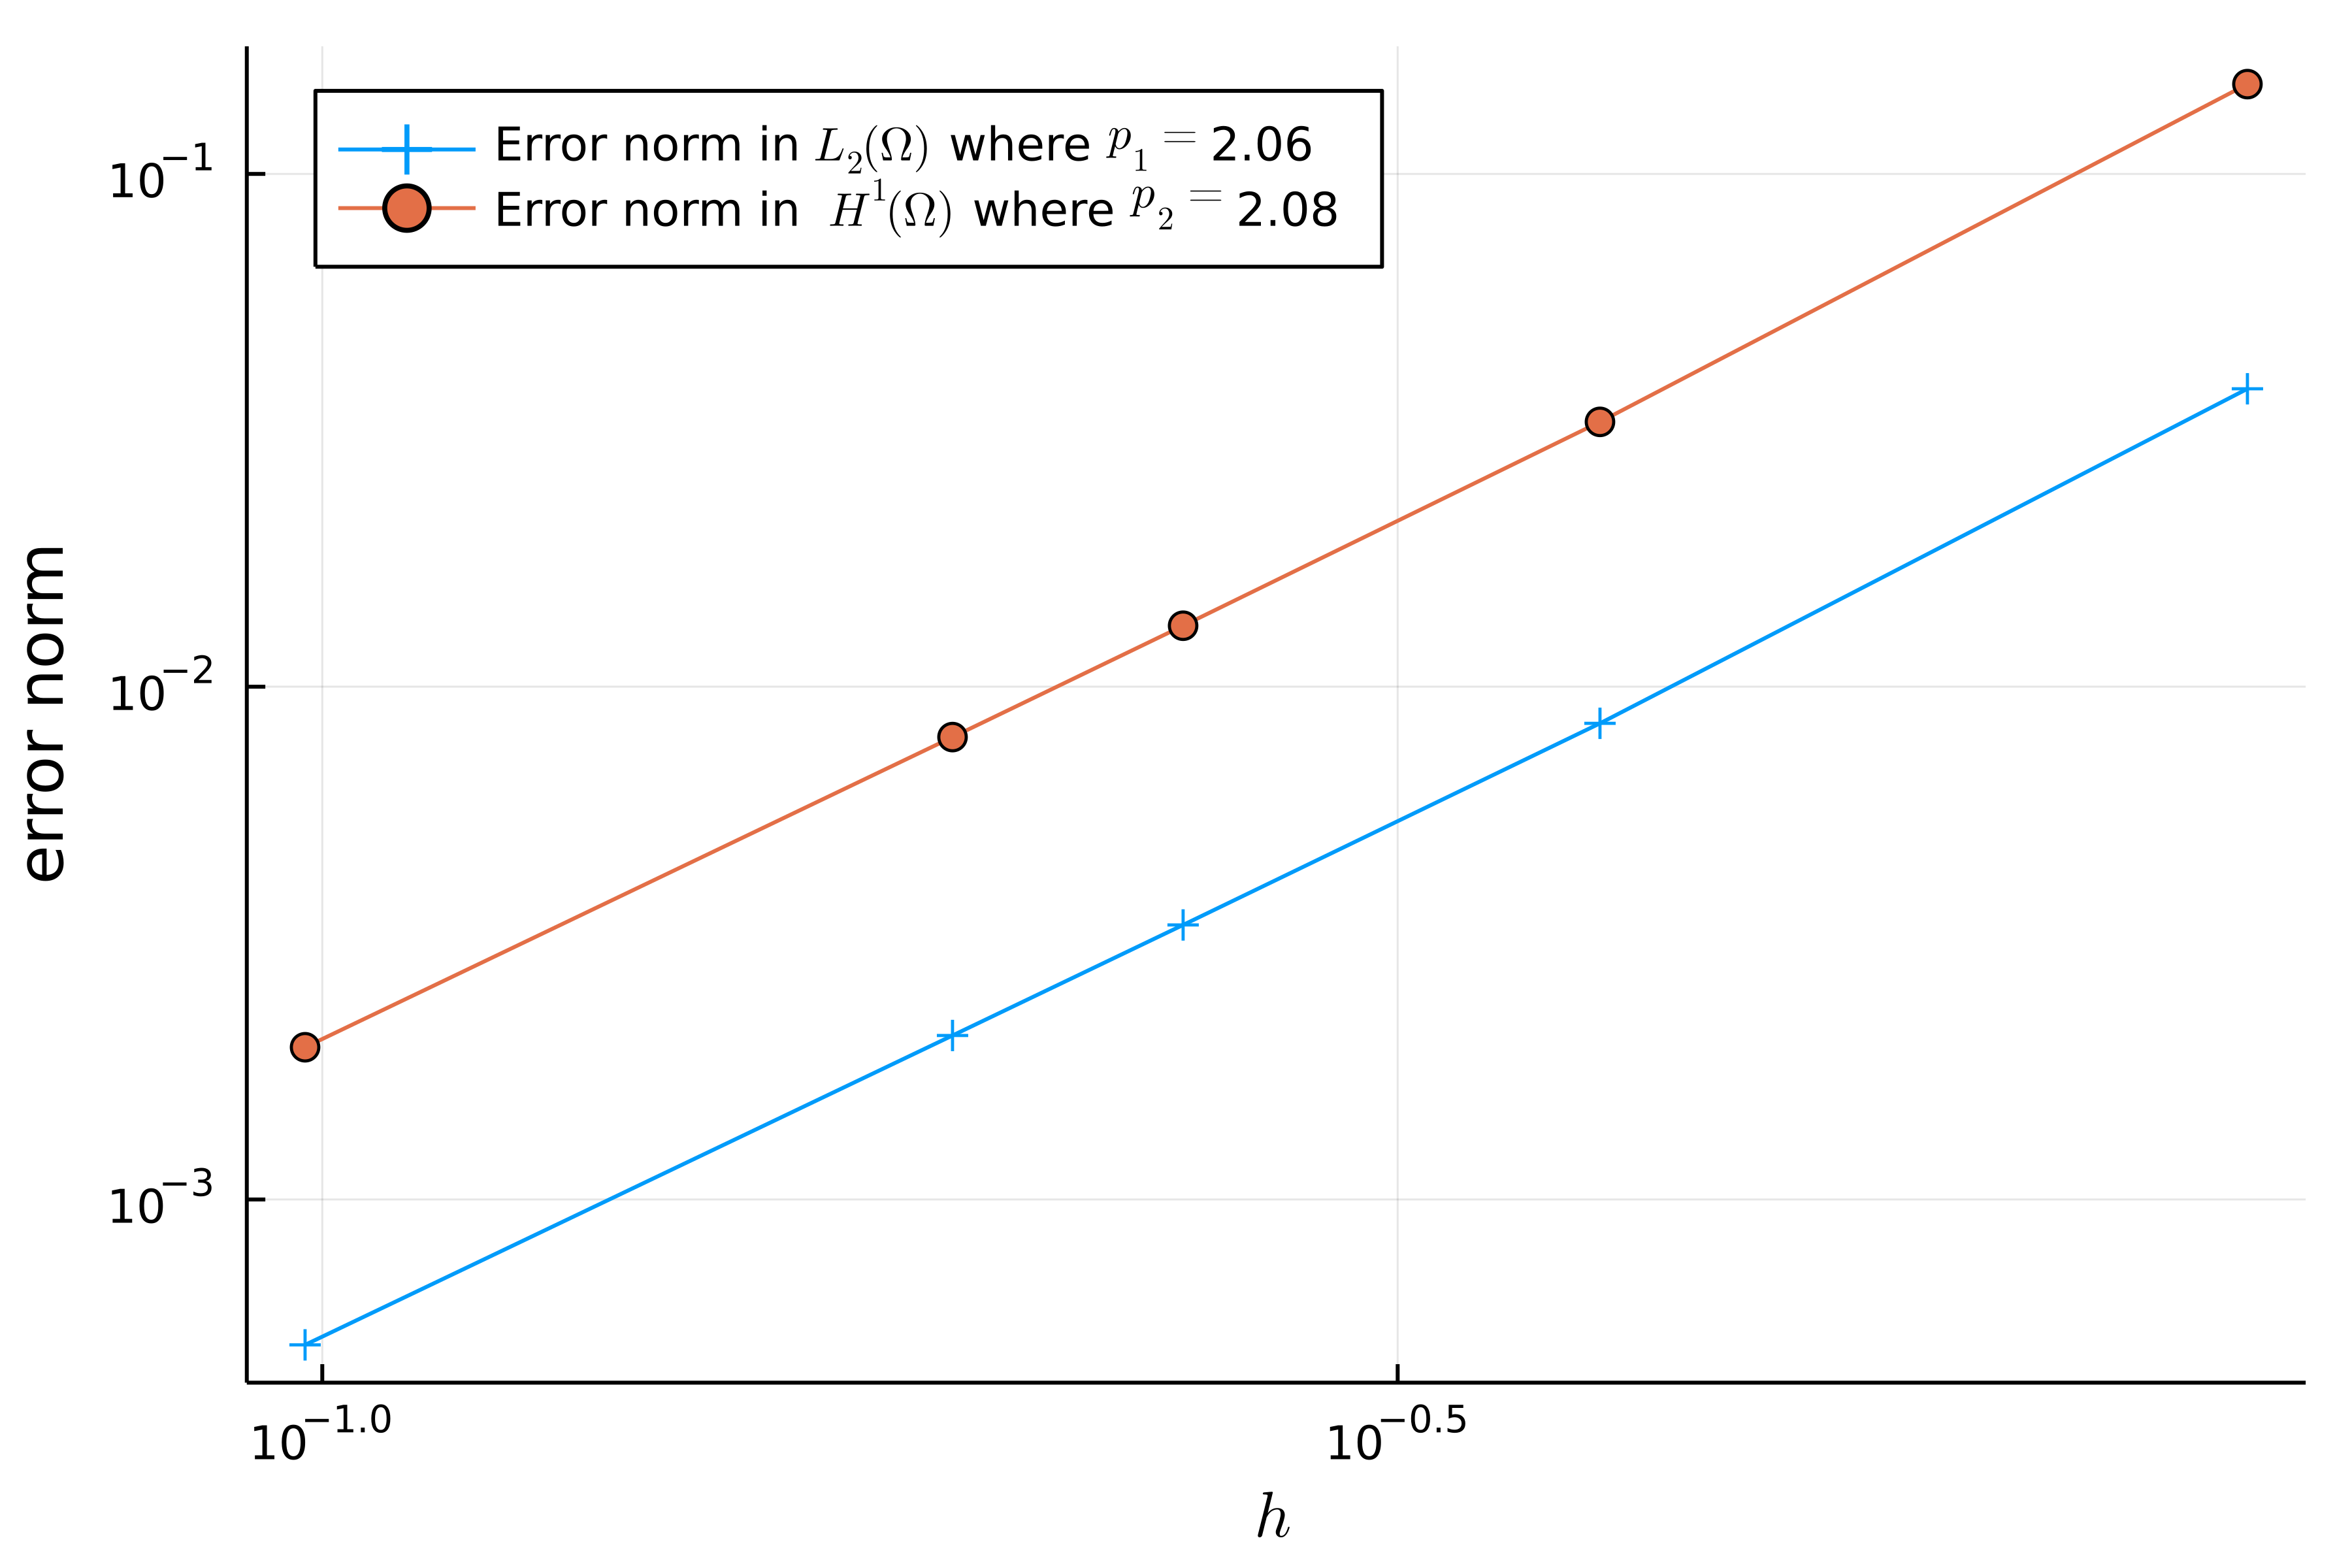 Error norm in L₂(Ω) where p₁ = 2.06
Error norm in H¹(Ω) where p₂ = 2.08
10⁻¹
10⁻²
10⁻³
error norm
10⁻¹·⁰
10⁻⁰·⁵
h